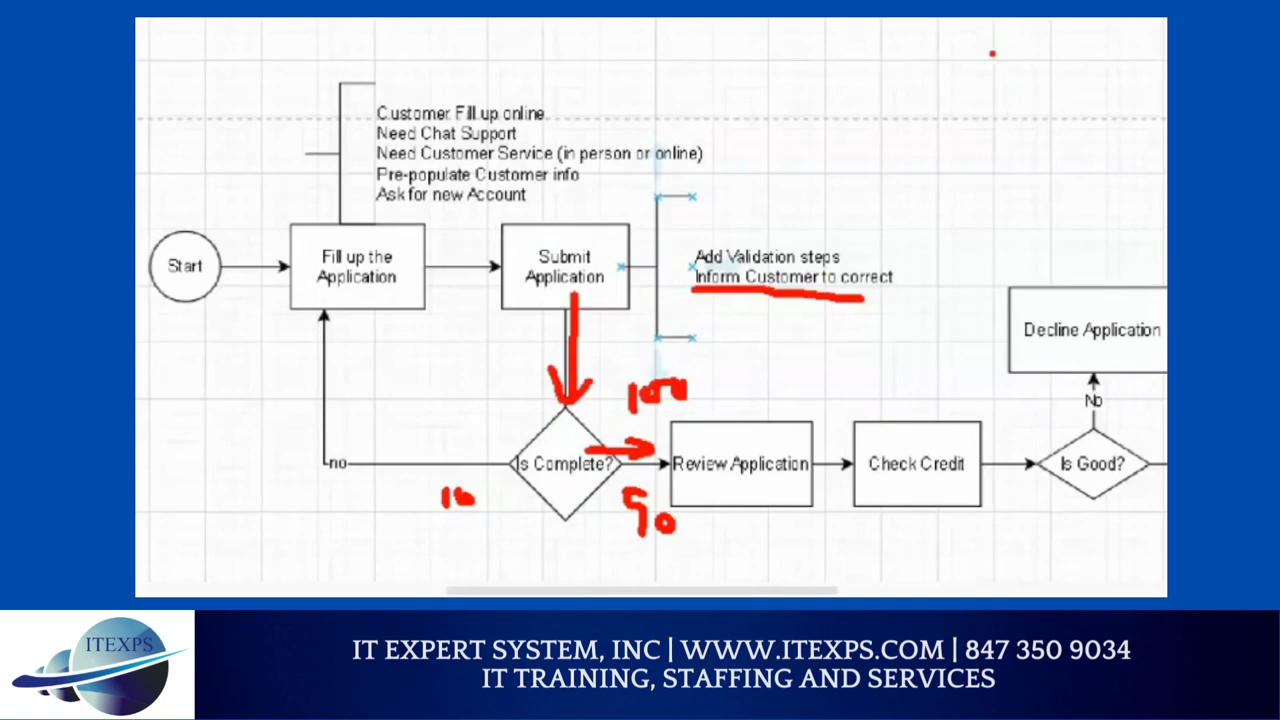 Customer Fill up online
Need Chat Support
Need Customer Service (in person or online)
Pre-populate Customer info
Ask for new Account
Start
Fill up the
Application
Submit
Application
Add Validation steps
Inform Customer to correct
Decline Application
No
no
Is Complete?
Review Application
Check Credit
Is Good?
10
90
ITEXPS
IT EXPERT SYSTEM, INC | WWW.ITEXPS.COM | 847 350 9034
IT TRAINING, STAFFING AND SERVICES